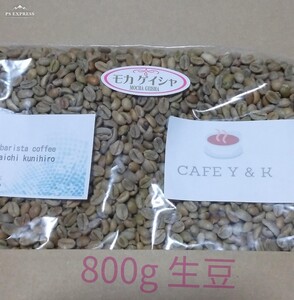 モカ ゲイシャ
MOCHA GEISHA
barista coffee
aichi kunihiro
CAFE Y & K
800g 生豆